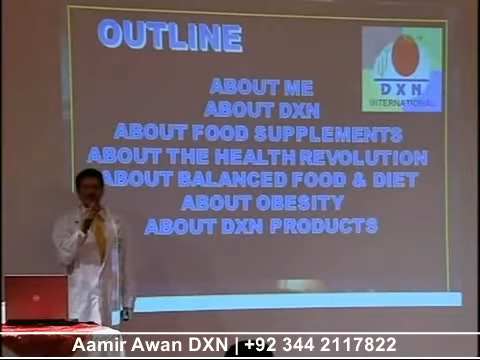 OUTLINE
DXN
INTERNATIONAL
ABOUT ME
ABOUT DXN
ABOUT FOOD SUPPLEMENTS
ABOUT THE HEALTH REVOLUTION
ABOUT BALANCED FOOD & DIET
ABOUT OBESITY
ABOUT DXN PRODUCTS
Aamir Awan DXN | +92 344 2117822